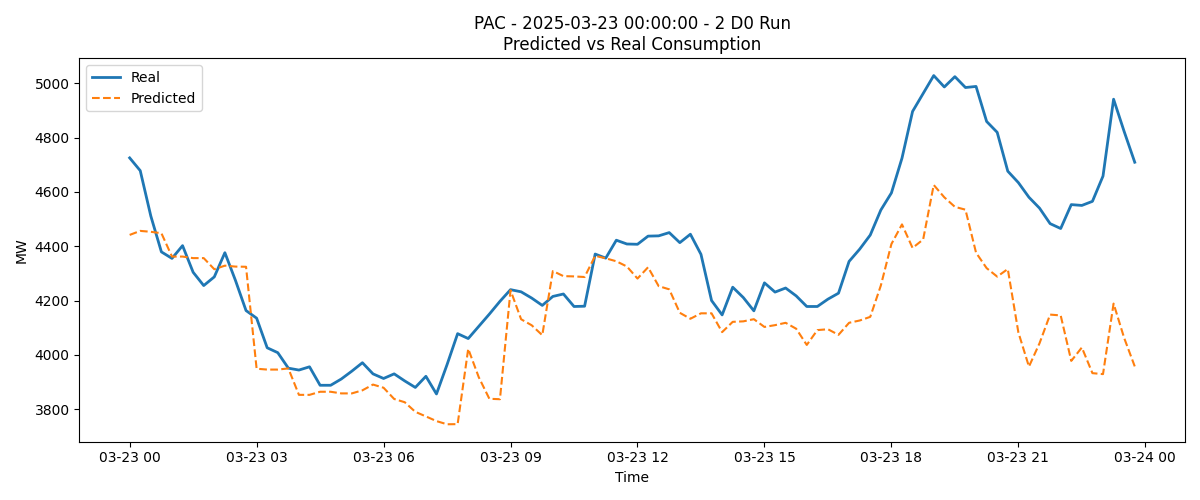 PAC - 2025-03-23 00:00:00 - 2 D0 Run
Predicted vs Real Consumption
Real
Predicted
5000
4800
4600
4400
4200
4000
3800
MW
03-23 00
03-23 03
03-23 06
03-23 09
03-23 12
03-23 15
03-23 18
03-23 21
03-24 00
Time